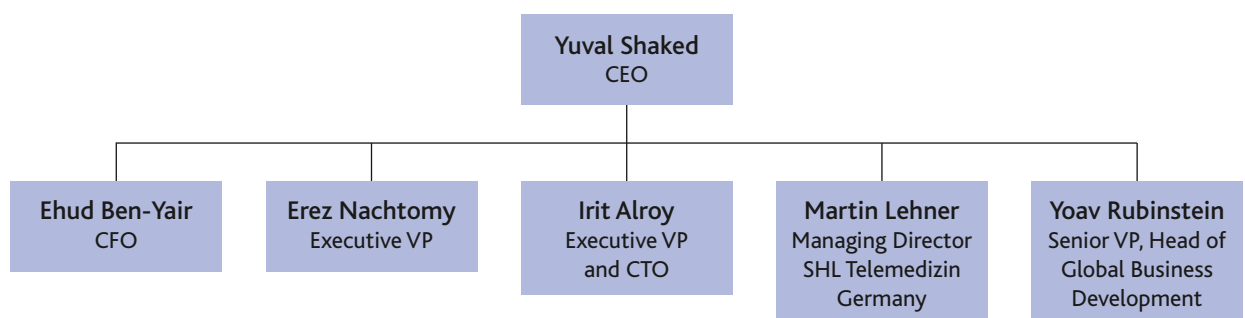 Yuval Shaked
CEO
Ehud Ben-Yair
CFO
Erez Nachtomy
Executive VP
Irit Alroy
Executive VP
and CTO
Martin Lehner
Managing Director
SHL Telemedizin
Germany
Yoav Rubinstein
Senior VP, Head of
Global Business
Development